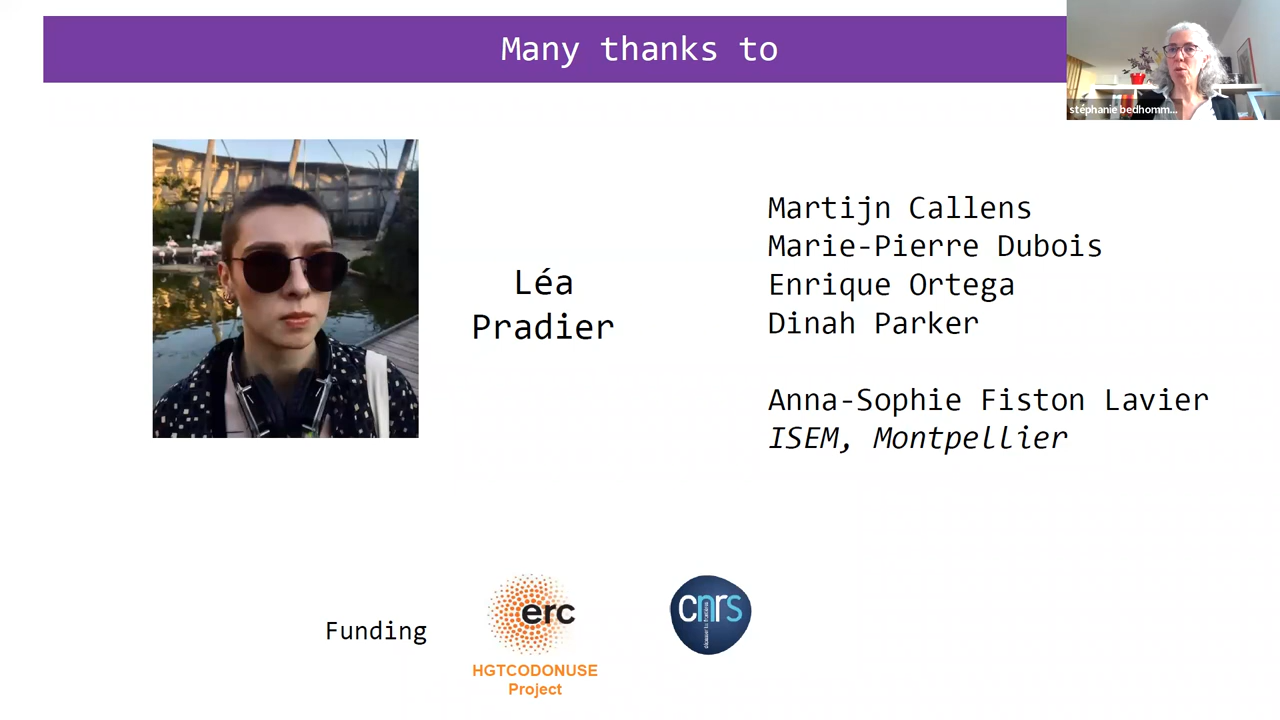 Many thanks to
stéphanie bedhomm...
Léa
Pradier
Martijn Callens
Marie-Pierre Dubois
Enrique Ortega
Dinah Parker
Anna-Sophie Fiston Lavier
ISEM, Montpellier
Funding
erc
HGTCODONUSE
Project
cnrs